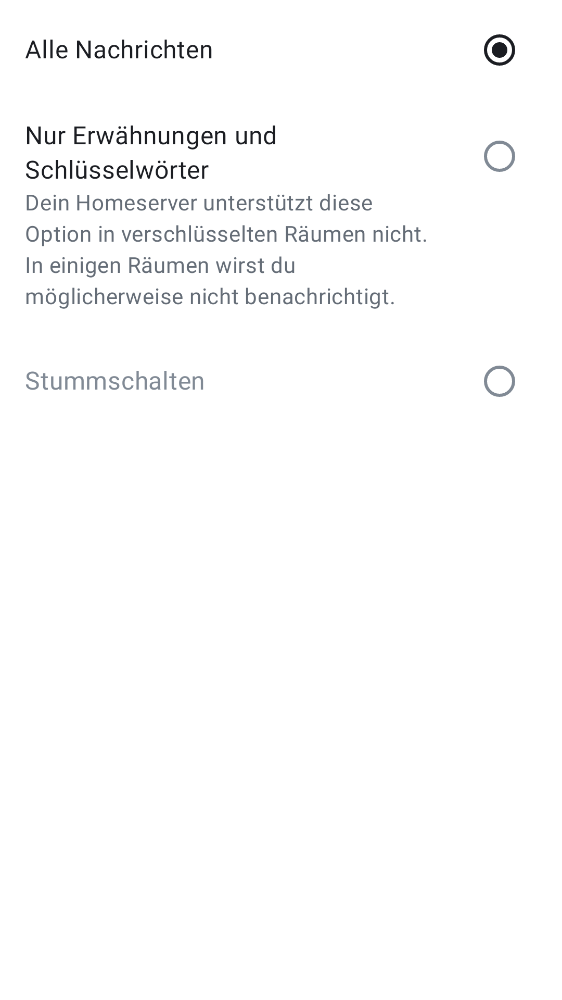 Alle Nachrichten
Nur Erwähnungen und
Schlüsselwörter
Dein Homeserver unterstützt diese
Option in verschlüsselten Räumen nicht.
In einigen Räumen wirst du
möglicherweise nicht benachrichtigt.
Stummschalten